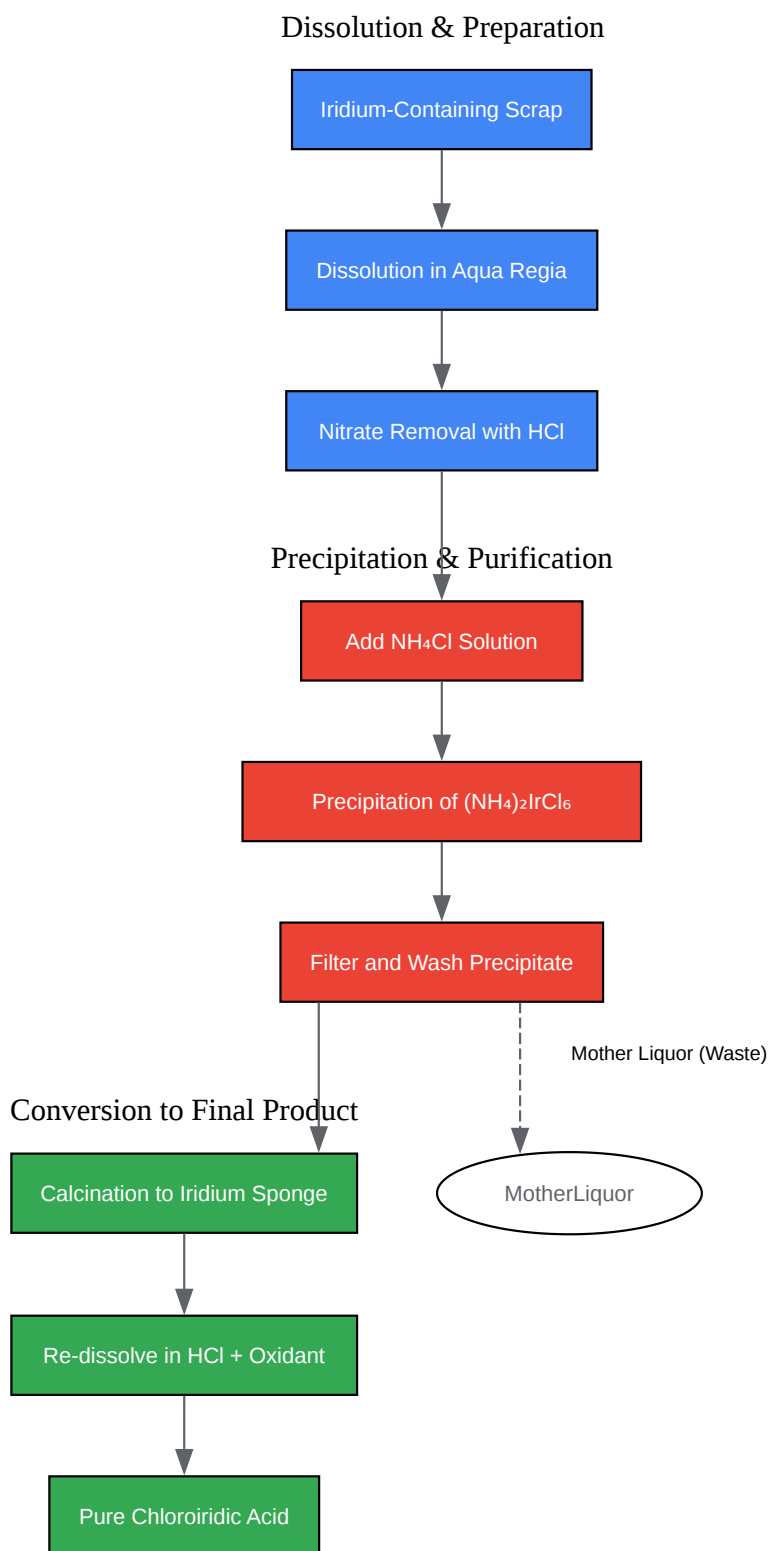 Dissolution & Preparation
Iridium-Containing Scrap
Dissolution in Aqua Regia
Nitrate Removal with HCl
Precipitation & Purification
Add NH₄Cl Solution
Precipitation of (NH₄)₂IrCl₆
Filter and Wash Precipitate
Mother Liquor (Waste)
Conversion to Final Product
Calcination to Iridium Sponge
MotherLiquor
Re-dissolve in HCl + Oxidant
Pure Chloroiridic Acid